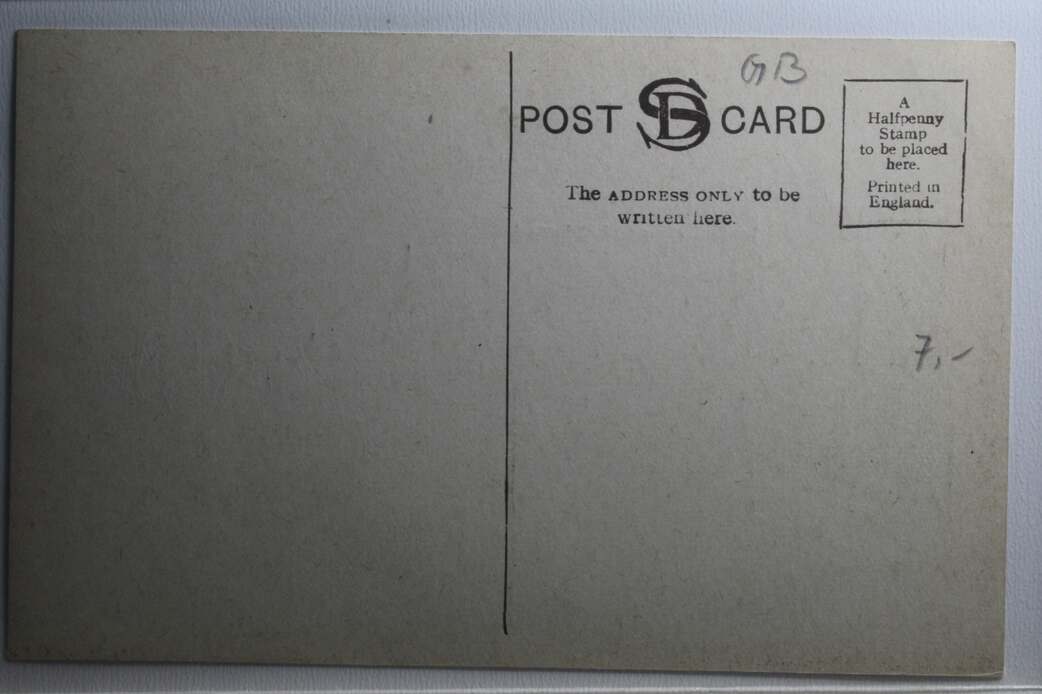 GB
POST SB CARD
A
Halfpenny
Stamp
to be placed
here.
Printed in
England.
The ADDRESS ONLY to be
written here.
7,-